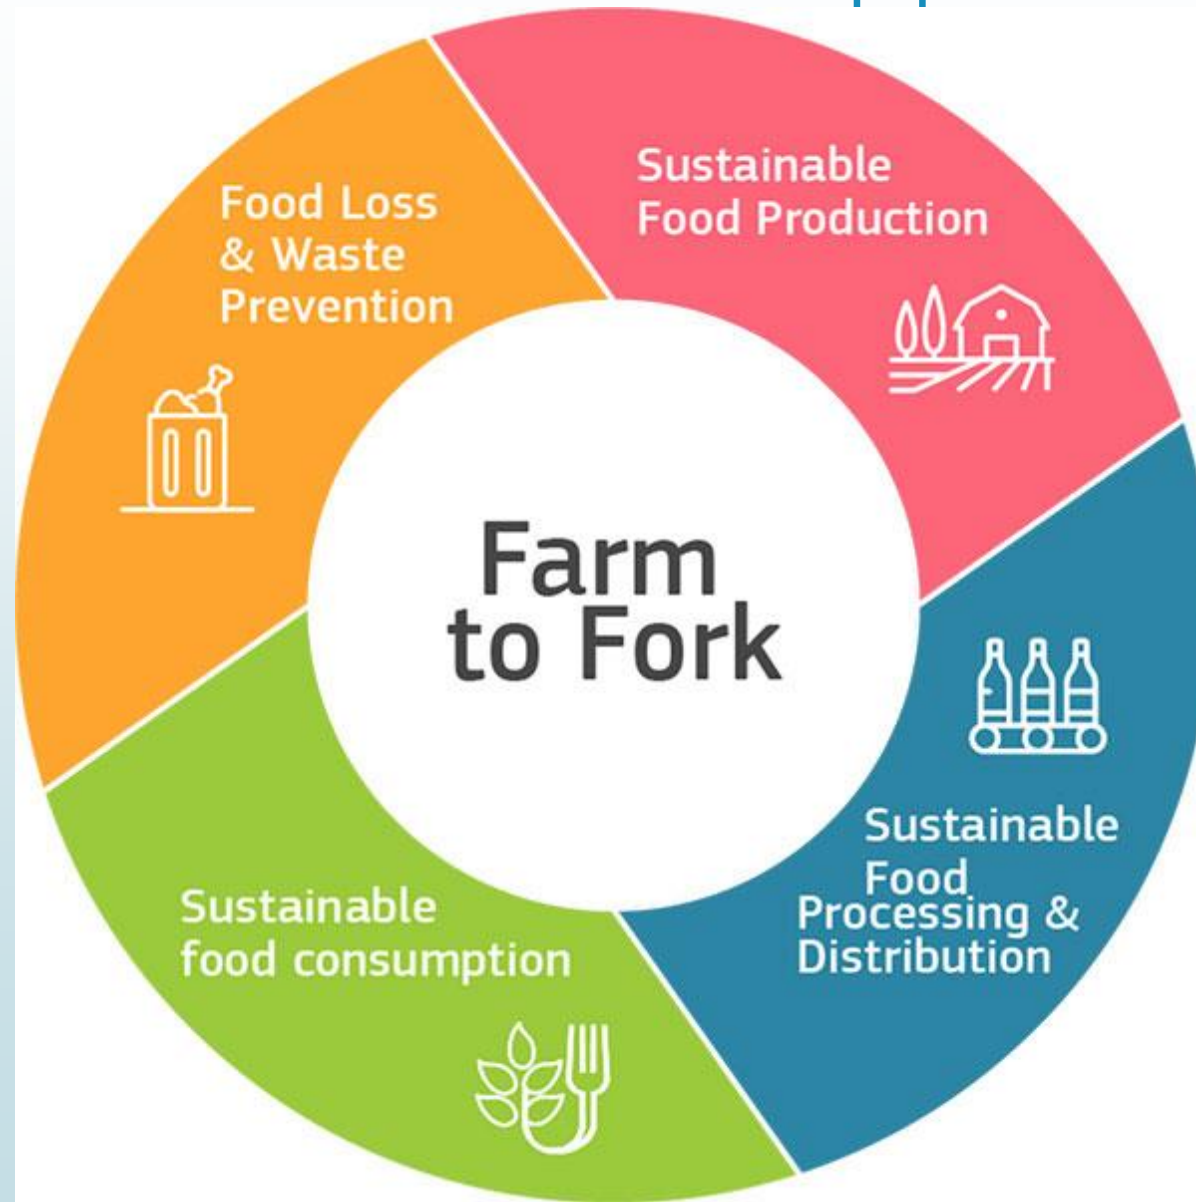 Sustainable
Food Production
Food Loss
& Waste
Prevention
Farm
to Fork
Sustainable
Food
Processing &
Distribution
Sustainable
food consumption